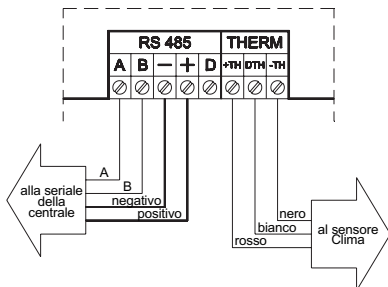 RS 485 THERM
A B − + D +TH DTH -TH
A
B
negativo
positivo
alla seriale
della
centrale
nero
bianco
rosso
al sensore
Clima